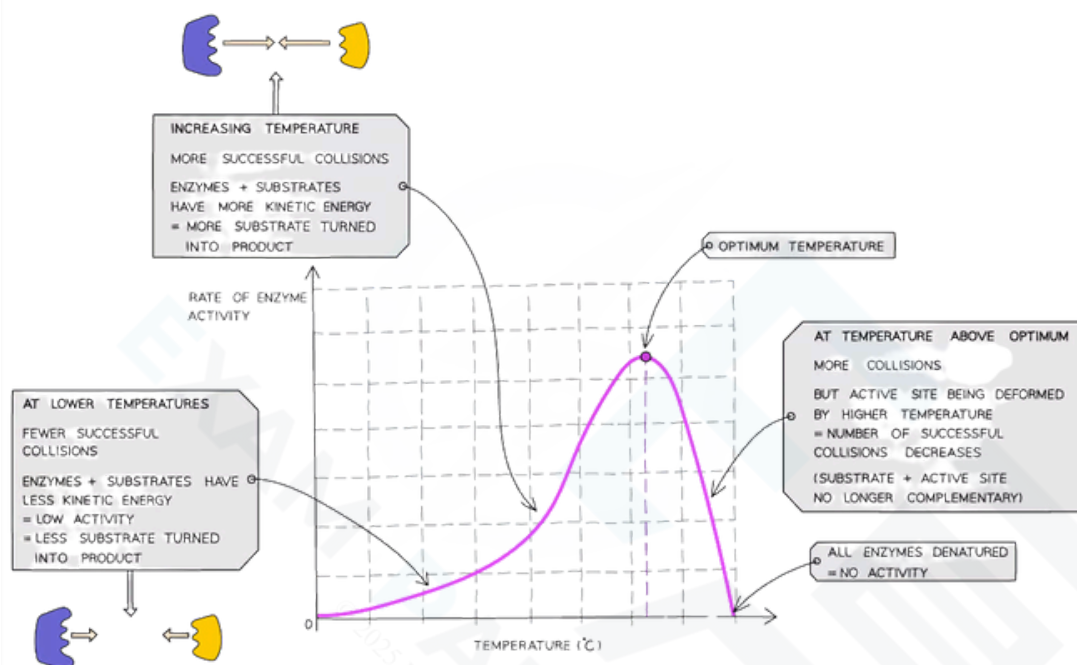 INCREASING TEMPERATURE
MORE SUCCESSFUL COLLISIONS
ENZYMES + SUBSTRATES
HAVE MORE KINETIC ENERGY
= MORE SUBSTRATE TURNED
INTO PRODUCT
OPTIMUM TEMPERATURE
RATE OF ENZYME
ACTIVITY
AT TEMPERATURE ABOVE OPTIMUM
MORE COLLISIONS
BUT ACTIVE SITE BEING DEFORMED
BY HIGHER TEMPERATURE
= NUMBER OF SUCCESSFUL
COLLISIONS DECREASES
(SUBSTRATE + ACTIVE SITE
NO LONGER COMPLEMENTARY)
AT LOWER TEMPERATURES
FEWER SUCCESSFUL
COLLISIONS
ENZYMES + SUBSTRATES HAVE
LESS KINETIC ENERGY
= LOW ACTIVITY
= LESS SUBSTRATE TURNED
INTO PRODUCT
ALL ENZYMES DENATURED
= NO ACTIVITY
0
TEMPERATURE (°C)
EXAM
2025